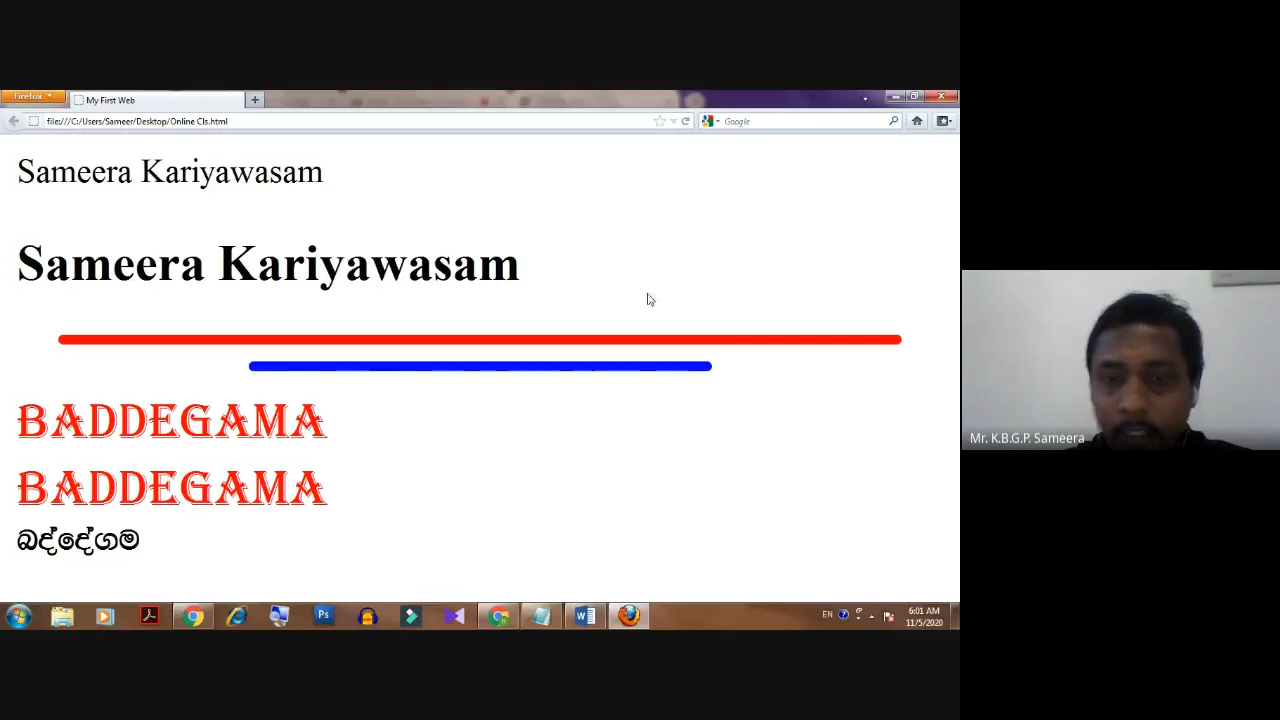 Firefox
My First Web
file:///C:/Users/Sameer/Desktop/Online Cls.html
Google
Sameera Kariyawasam
Sameera Kariyawasam
BADDEGAMA
BADDEGAMA
බද්දේගම
Mr. K.B.G.P. Sameera
Ps
W
EN
6:01 AM
11/5/2020